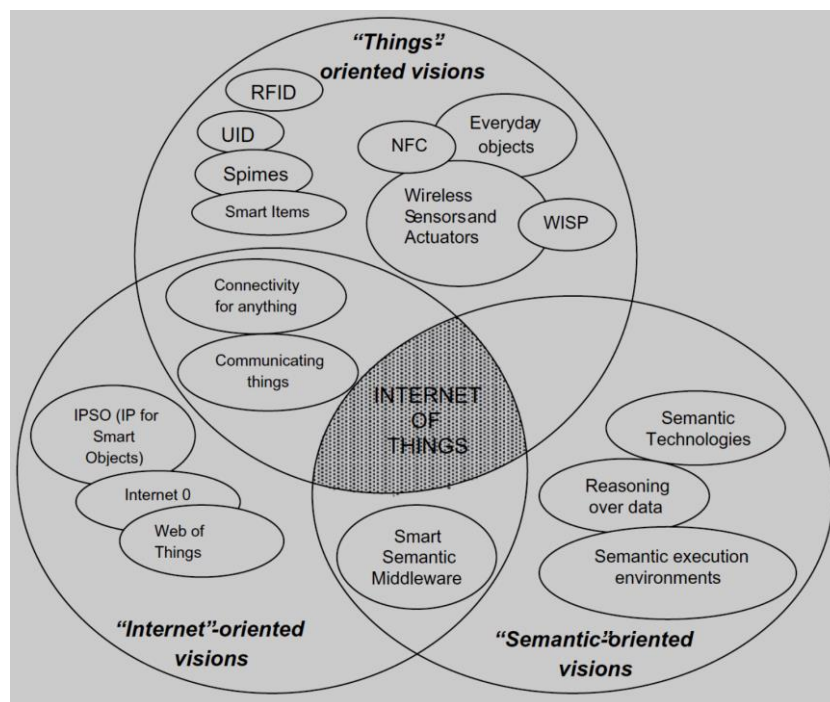 “Things”-
oriented visions
RFID
UID
Spimes
Smart Items
Everyday
objects
NFC
Wireless
Sensors and
Actuators
WISP
Connectivity
for anything
Communicating
things
INTERNET
OF
THINGS
IPSO (IP for
Smart
Objects)
Internet 0
Web of
Things
Semantic
Technologies
Reasoning
over data
Semantic execution
environments
Smart
Semantic
Middleware
“Internet”-oriented
visions
“Semantic”-oriented
visions